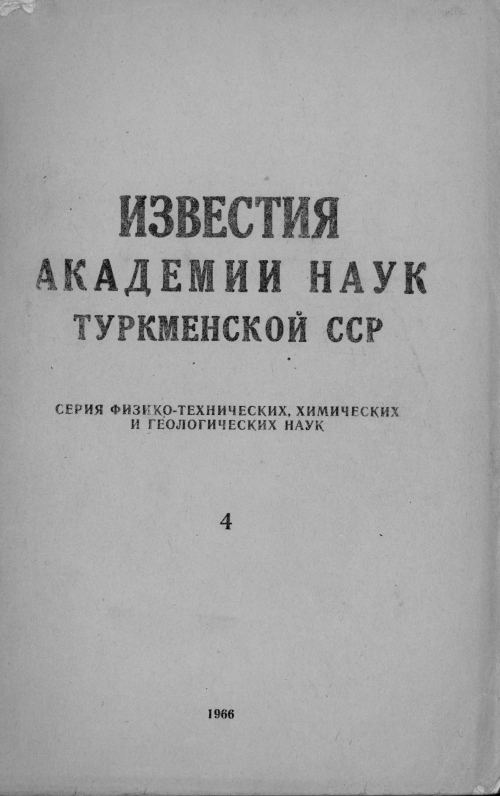 ИЗВЕСТИЯ
АКАДЕМИИ НАУК
ТУРКМЕНСКОЙ ССР
СЕРИЯ ФИЗИКО-ТЕХНИЧЕСКИХ, ХИМИЧЕСКИХ
И ГЕОЛОГИЧЕСКИХ НАУК
4
1966